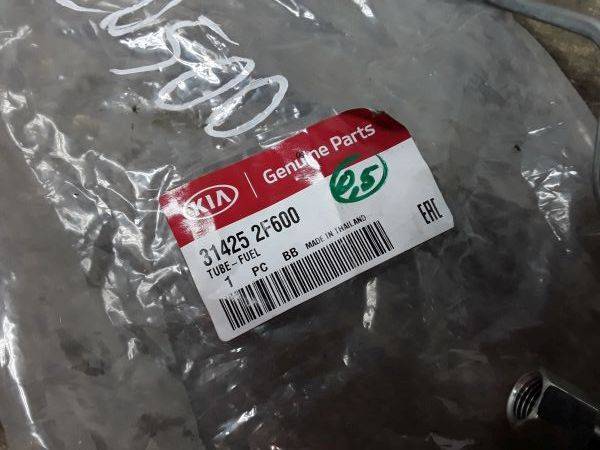 KIA
Genuine Parts
0,5
31425 2F600
TUBE-FUEL
1 PC BB MADE IN THAILAND
EAC